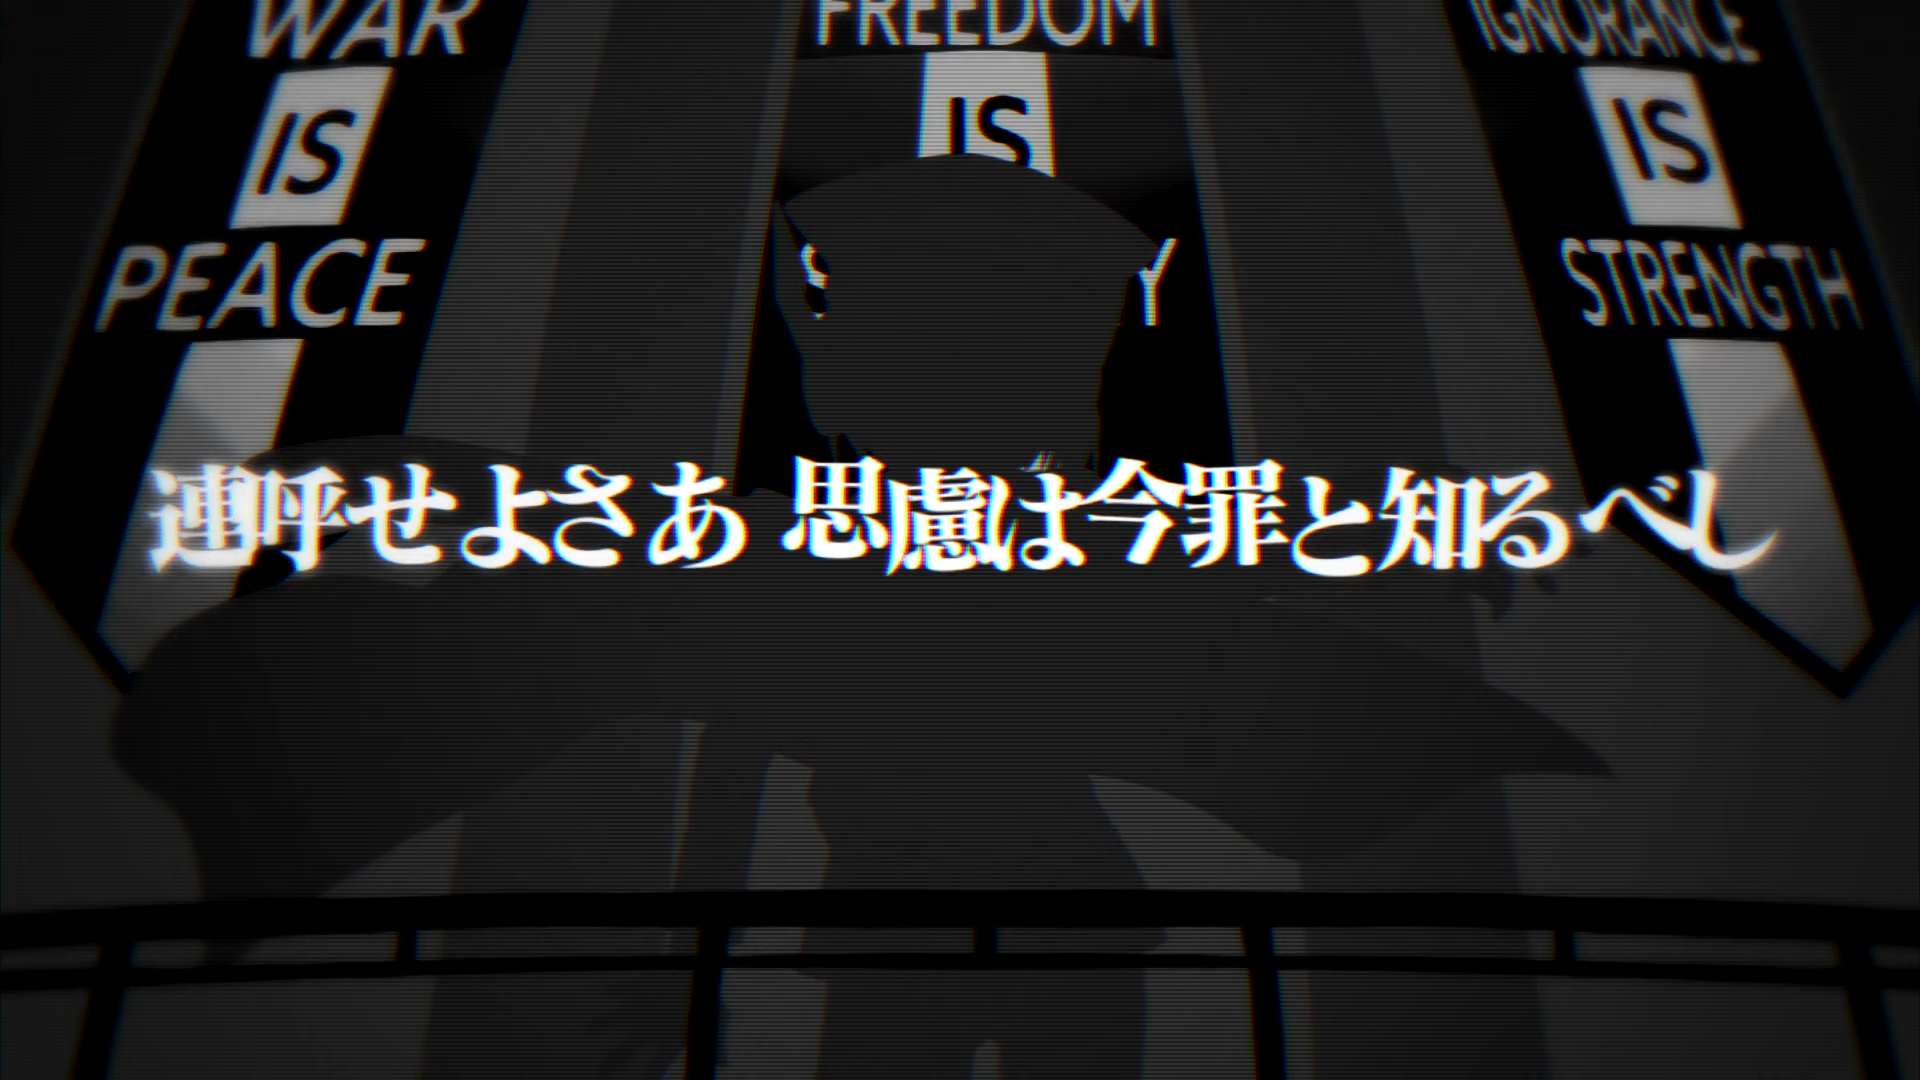 WAR
IS
PEACE
FREEDOM
IS
IGNORANCE
IS
STRENGTH
連呼せよさあ 思慮は今罪と知るべし